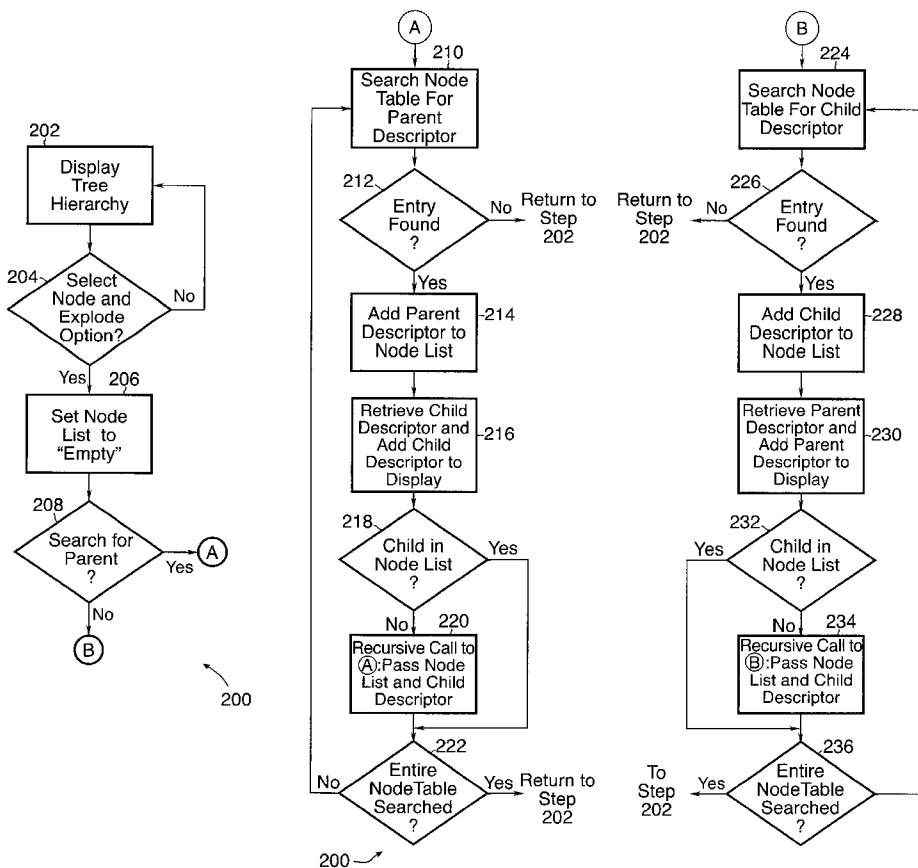 202
Display
Tree
Hierarchy
204
Select
Node and
Explode
Option?
No
Yes
206
Set Node
List to
“Empty”
208
Search for
Parent
?
Yes
A
No
B
200
A
210
Search Node
Table For
Parent
Descriptor
212
Entry
Found
?
No
Return to
Step
202
Yes
Add Parent
Descriptor to
Node List
214
Retrieve Child
Descriptor and
Add Child
Descriptor to
Display
216
218
Child in
Node List
?
Yes
No
220
Recursive Call to
A:Pass Node
List and Child
Descriptor
222
Entire
NodeTable
Searched
?
No
Yes
Return to
Step
202
200
B
224
Search Node
Table For Child
Descriptor
226
Entry
Found
?
No
Return to
Step
202
Yes
Add Child
Descriptor to
Node List
228
Retrieve Parent
Descriptor and
Add Parent
Descriptor to
Display
230
232
Child in
Node List
?
Yes
No
234
Recursive Call to
B:Pass Node
List and Child
Descriptor
236
Entire
NodeTable
Searched
?
Yes
To
Step
202